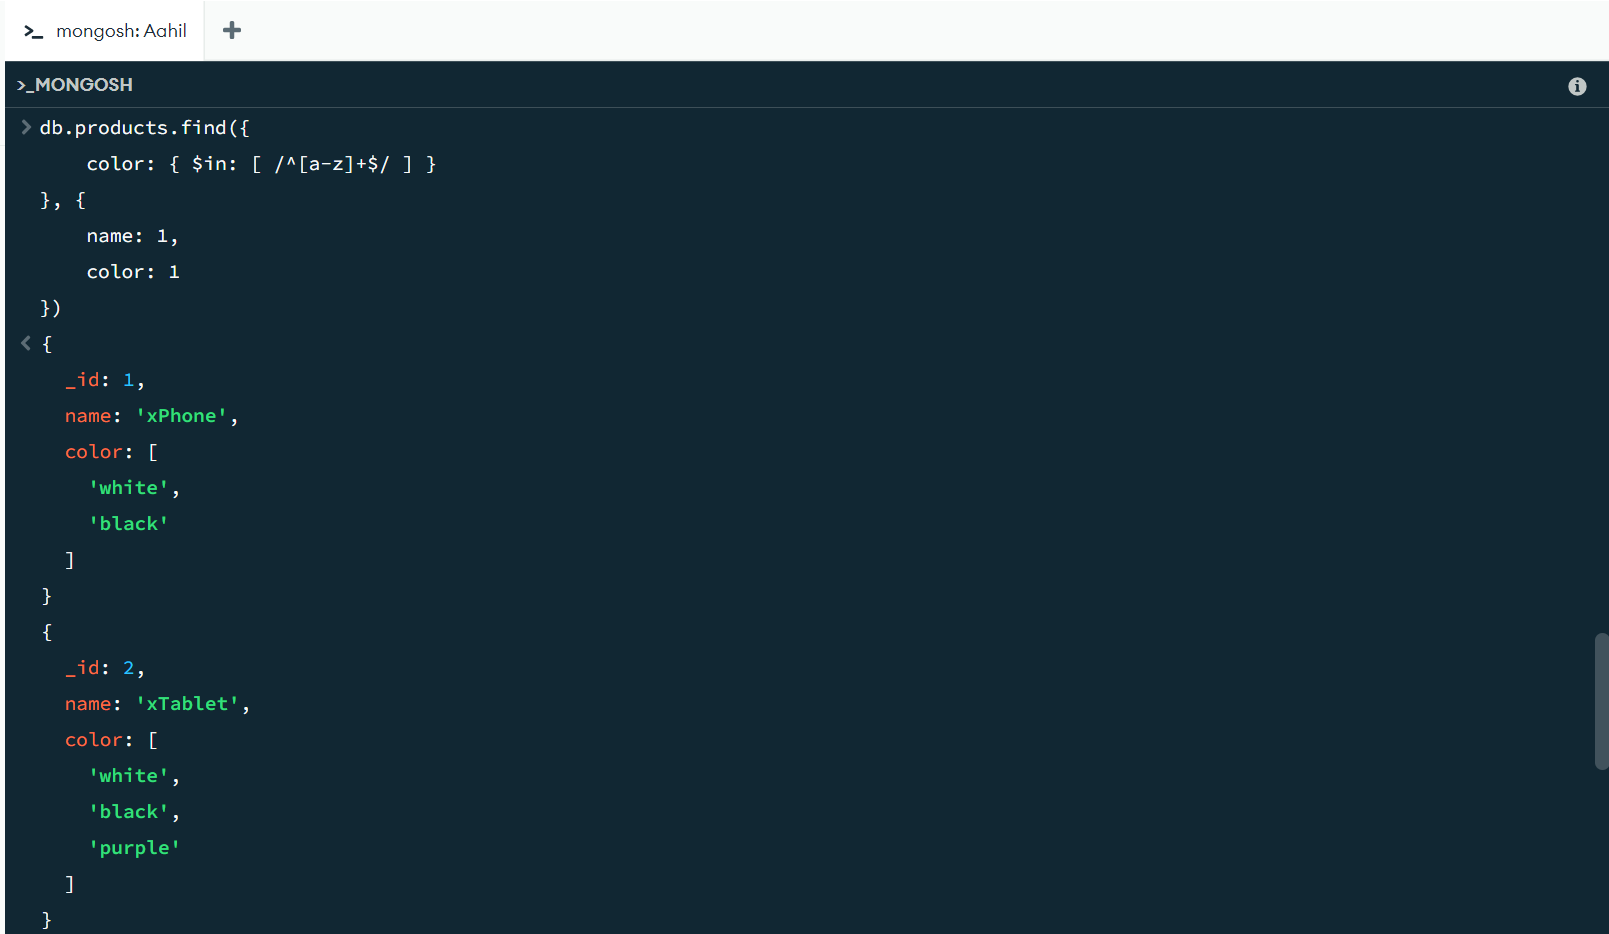 >_ mongosh: Aahil +
>_MONGOSH
> db.products.find({
    color: { $in: [ /^[a-z]+$/ ] }
}, {
    name: 1,
    color: 1
})
< {
  _id: 1,
  name: 'xPhone',
  color: [
    'white',
    'black'
  ]
}
{
  _id: 2,
  name: 'xTablet',
  color: [
    'white',
    'black',
    'purple'
  ]
}